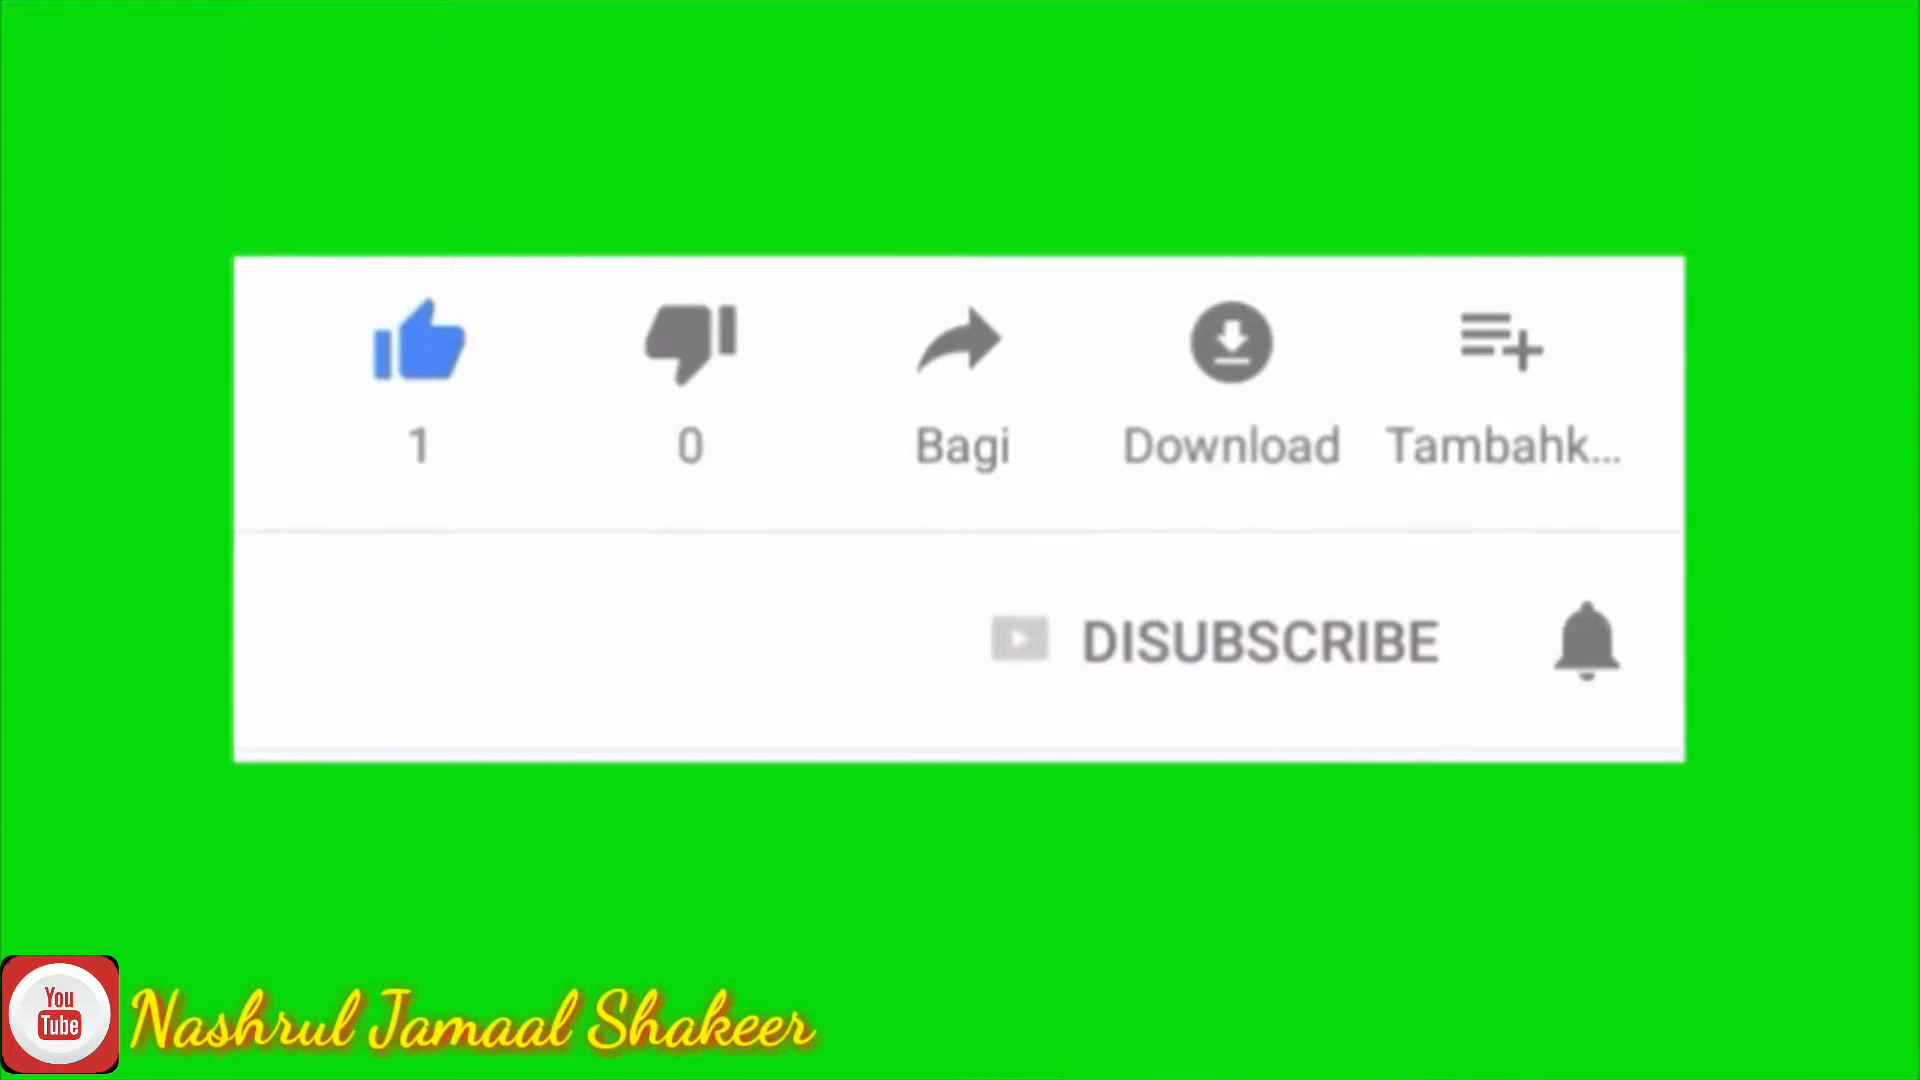 1 0 Bagi Download Tambahk...
DISUBSCRIBE
You
Tube
Nashrul Jamaal Shakeer